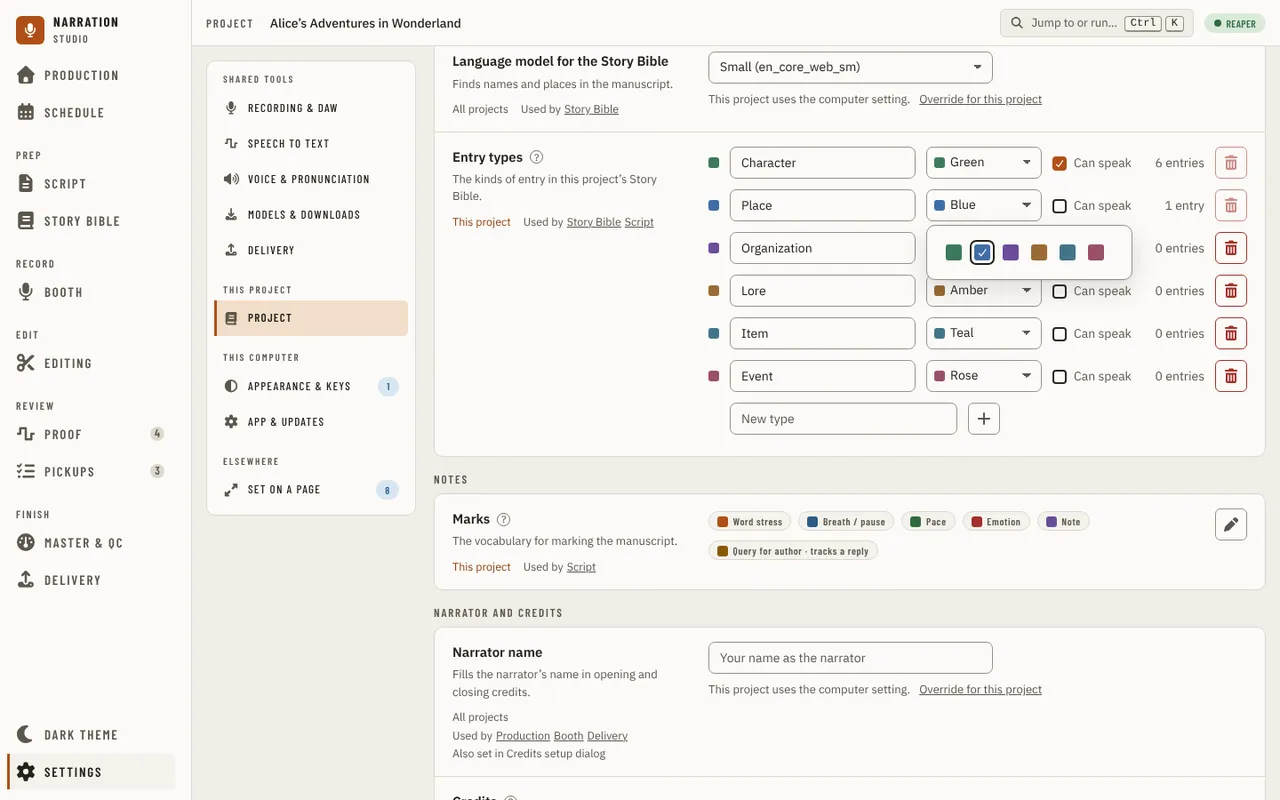 NARRATION
STUDIO
PRODUCTION
SCHEDULE
PREP
SCRIPT
STORY BIBLE
RECORD
BOOTH
EDIT
EDITING
REVIEW
PROOF 4
PICKUPS 3
FINISH
MASTER & QC
DELIVERY
DARK THEME
SETTINGS
PROJECT Alice’s Adventures in Wonderland
Jump to or run... Ctrl K
REAPER
SHARED TOOLS
RECORDING & DAW
SPEECH TO TEXT
VOICE & PRONUNCIATION
MODELS & DOWNLOADS
DELIVERY
THIS PROJECT
PROJECT
THIS COMPUTER
APPEARANCE & KEYS 1
APP & UPDATES
ELSEWHERE
SET ON A PAGE 8
Language model for the Story Bible
Finds names and places in the manuscript.
All projects Used by Story Bible
Small (en_core_web_sm)
This project uses the computer setting. Override for this project
Entry types ?
The kinds of entry in this project’s Story
Bible.
This project Used by Story Bible Script
Character Green Can speak 6 entries
Place Blue Can speak 1 entry
Organization 0 entries
Lore Amber Can speak 0 entries
Item Teal Can speak 0 entries
Event Rose Can speak 0 entries
New type
NOTES
Marks ?
The vocabulary for marking the manuscript.
This project Used by Script
Word stress Breath / pause Pace Emotion Note
Query for author · tracks a reply
NARRATOR AND CREDITS
Narrator name
Fills the narrator’s name in opening and
closing credits.
All projects
Used by Production Booth Delivery
Also set in Credits setup dialog
Your name as the narrator
This project uses the computer setting. Override for this project
Credits ?